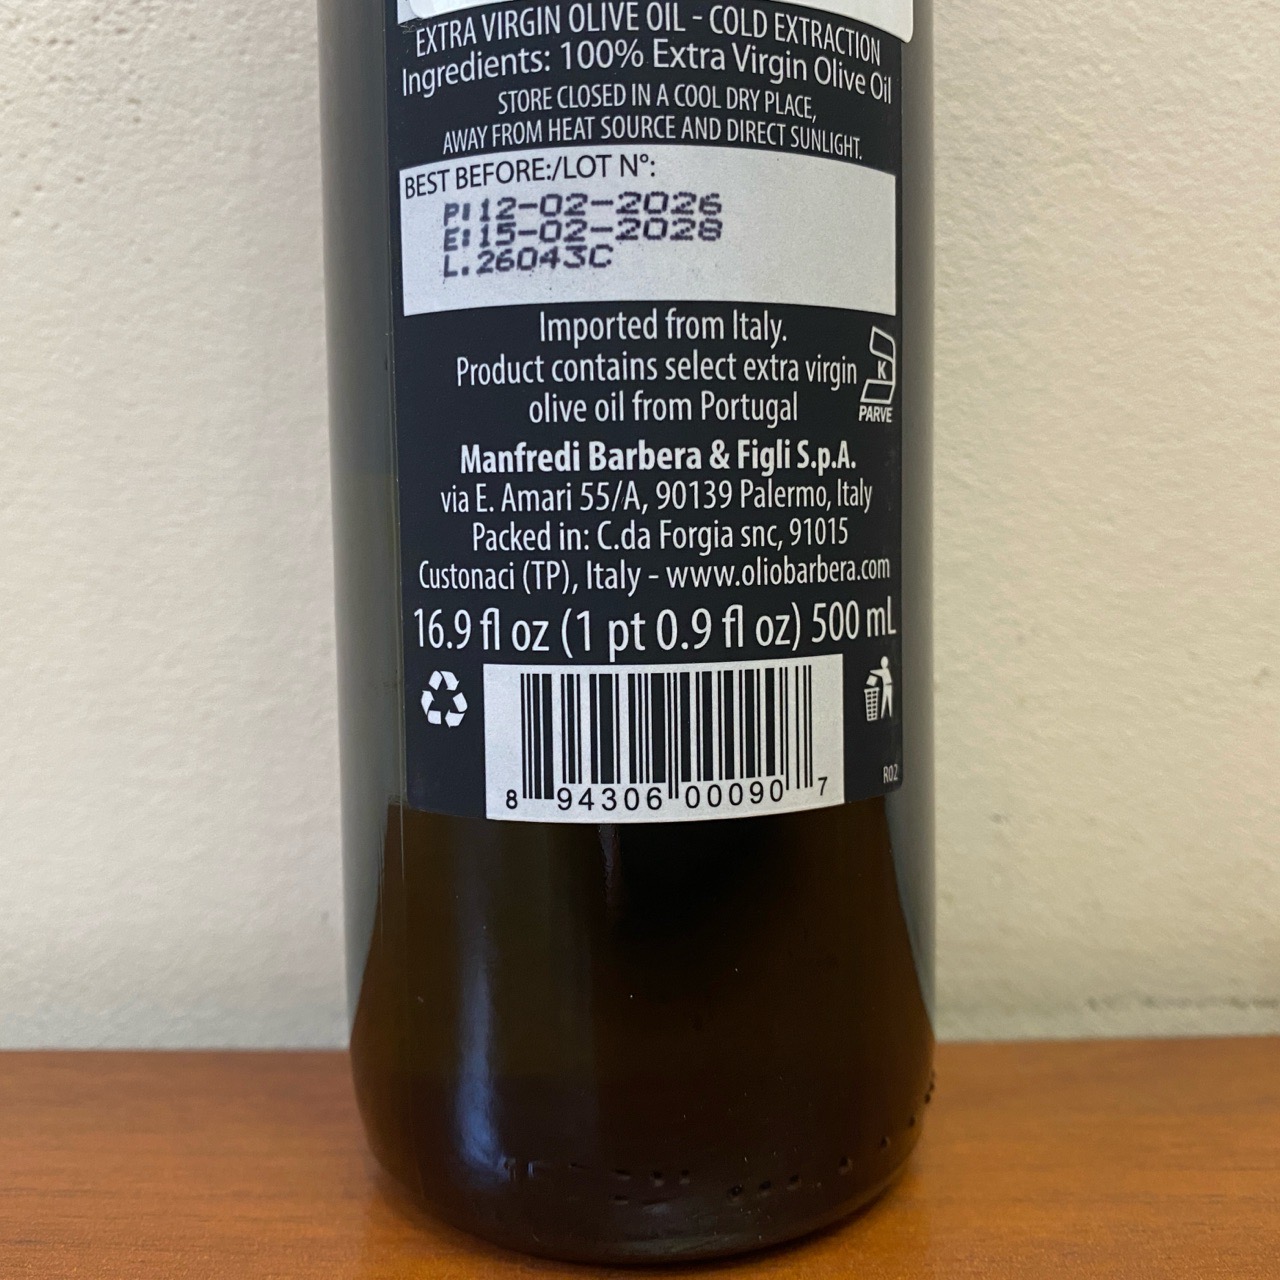 EXTRA VIRGIN OLIVE OIL - COLD EXTRACTION
Ingredients: 100% Extra Virgin Olive Oil
STORE CLOSED IN A COOL DRY PLACE,
AWAY FROM HEAT SOURCE AND DIRECT SUNLIGHT.
BEST BEFORE:/LOT N°:
P:12-02-2026
E:15-02-2028
L.26043C
Imported from Italy.
Product contains select extra virgin
olive oil from Portugal
K
PARVE
Manfredi Barbera & Figli S.p.A.
via E. Amari 55/A, 90139 Palermo, Italy
Packed in: C.da Forgia snc, 91015
Custonaci (TP), Italy - www.oliobarbera.com
16.9 fl oz (1 pt 0.9 fl oz) 500 mL
R02
8 94306 00090 7